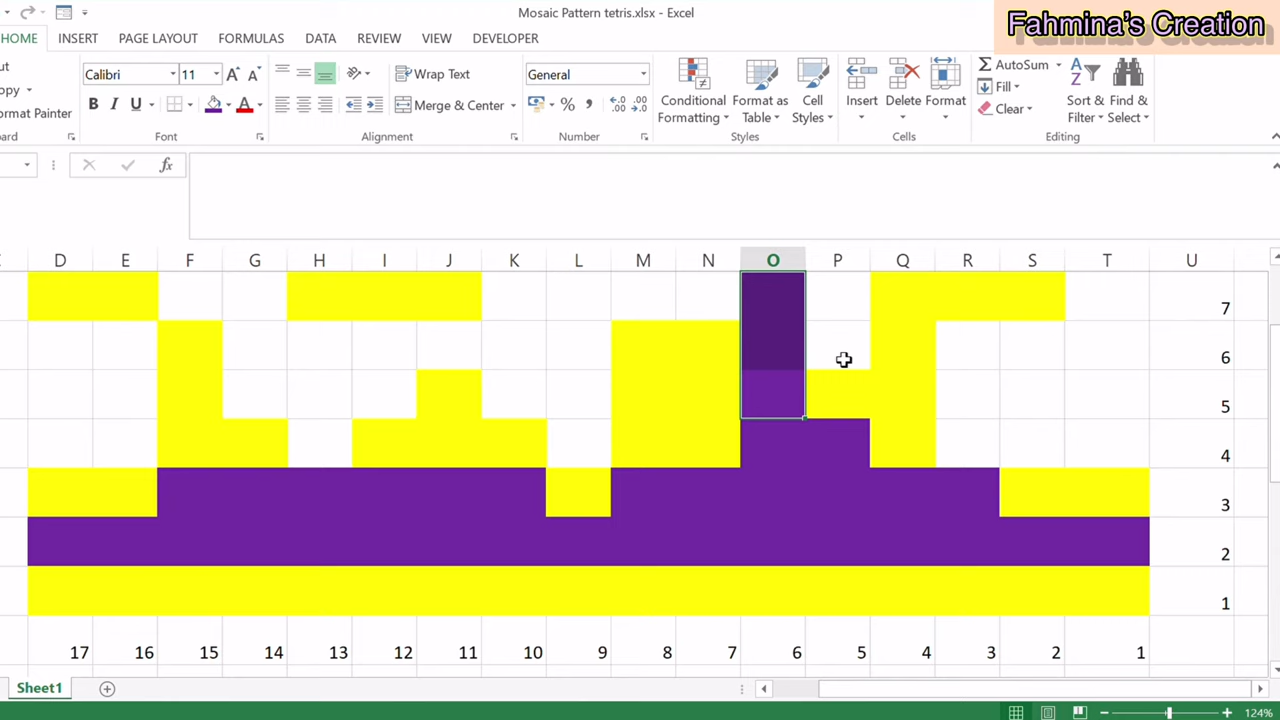 Mosaic Pattern tetris.xlsx - Excel
Fahmina's Creation
HOME INSERT PAGE LAYOUT FORMULAS DATA REVIEW VIEW DEVELOPER
Calibri 11 Wrap Text General Conditional Formatting Format as Table Cell Styles Insert Delete Format AutoSum Fill Clear Sort & Filter Find & Select
Format Painter B I U Merge & Center %
Font Alignment Number Styles Cells Editing
fx
D E F G H I J K L M N O P Q R S T U
7
6
5
4
3
2
1
17 16 15 14 13 12 11 10 9 8 7 6 5 4 3 2 1
Sheet1
124%